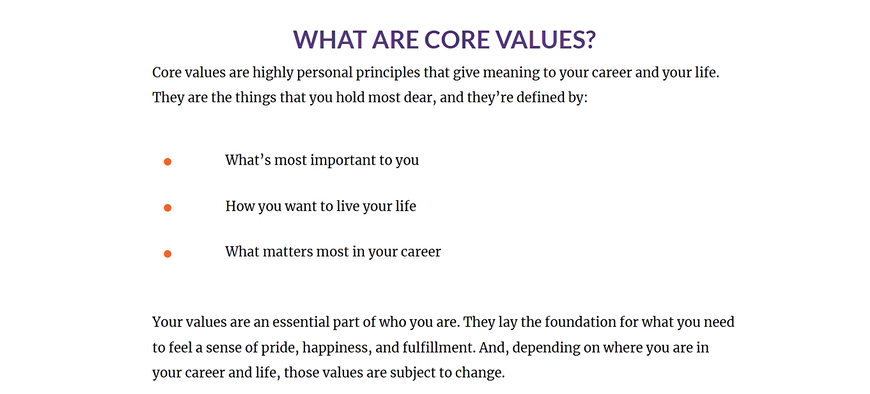 WHAT ARE CORE VALUES?
Core values are highly personal principles that give meaning to your career and your life.
They are the things that you hold most dear, and they’re defined by:
What’s most important to you
How you want to live your life
What matters most in your career
Your values are an essential part of who you are. They lay the foundation for what you need
to feel a sense of pride, happiness, and fulfillment. And, depending on where you are in
your career and life, those values are subject to change.